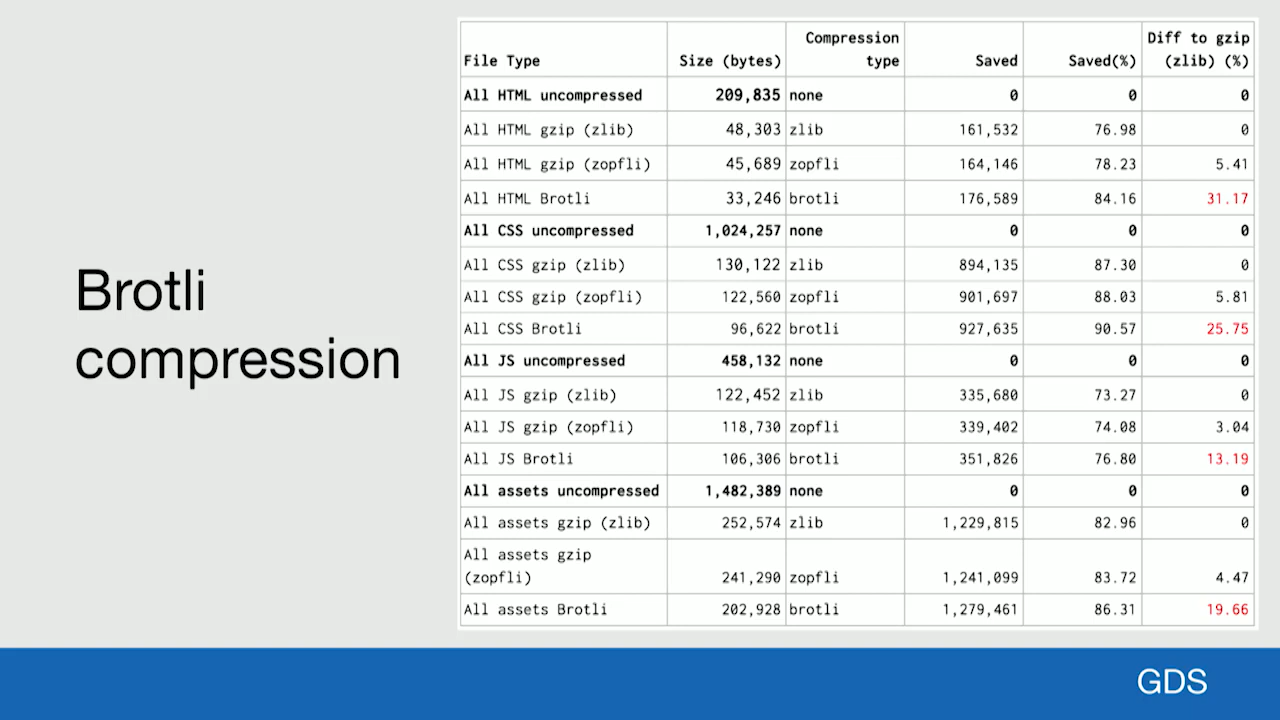 Brotli
compression
File Type Size (bytes) Compression type Saved Saved(%) Diff to gzip (zlib) (%)
All HTML uncompressed 209,835 none 0 0 0
All HTML gzip (zlib) 48,303 zlib 161,532 76.98 0
All HTML gzip (zopfli) 45,689 zopfli 164,146 78.23 5.41
All HTML Brotli 33,246 brotli 176,589 84.16 31.17
All CSS uncompressed 1,024,257 none 0 0 0
All CSS gzip (zlib) 130,122 zlib 894,135 87.30 0
All CSS gzip (zopfli) 122,560 zopfli 901,697 88.03 5.81
All CSS Brotli 96,622 brotli 927,635 90.57 25.75
All JS uncompressed 458,132 none 0 0 0
All JS gzip (zlib) 122,452 zlib 335,680 73.27 0
All JS gzip (zopfli) 118,730 zopfli 339,402 74.08 3.04
All JS Brotli 106,306 brotli 351,826 76.80 13.19
All assets uncompressed 1,482,389 none 0 0 0
All assets gzip (zlib) 252,574 zlib 1,229,815 82.96 0
All assets gzip (zopfli) 241,290 zopfli 1,241,099 83.72 4.47
All assets Brotli 202,928 brotli 1,279,461 86.31 19.66
GDS